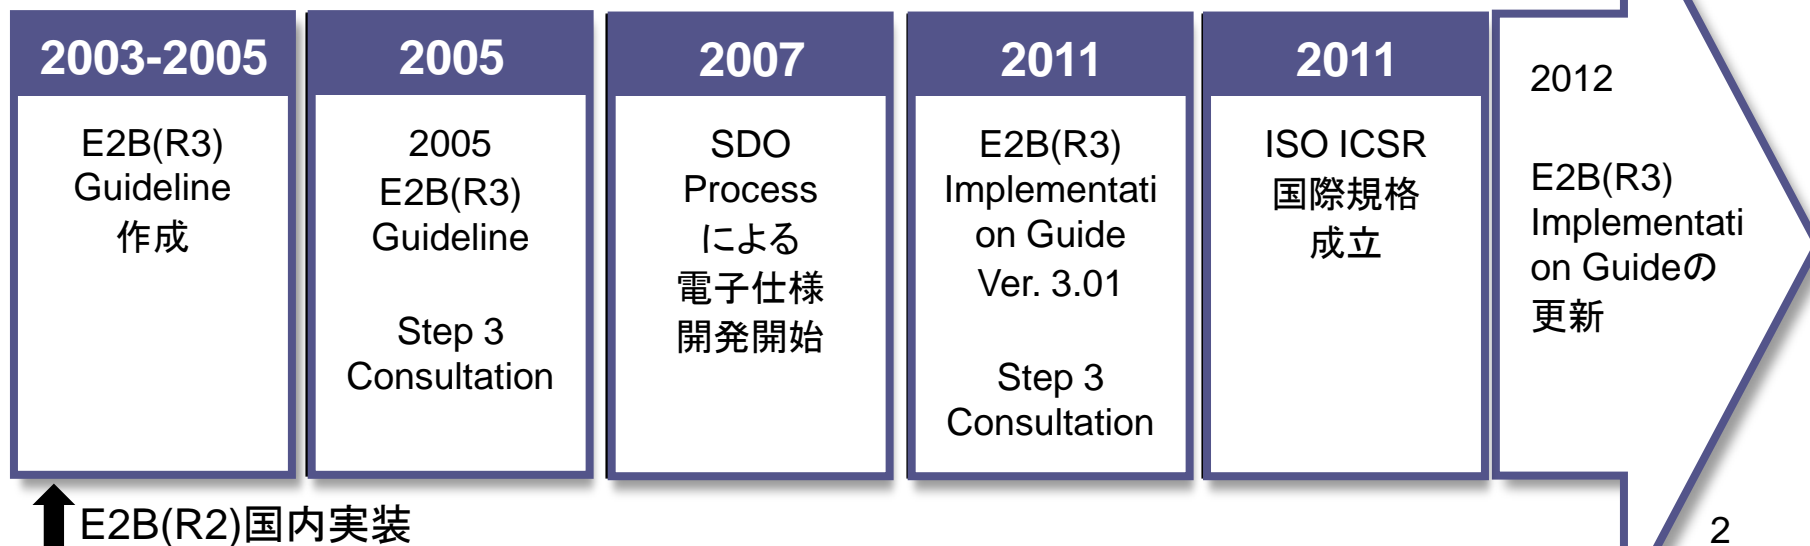 2003-2005
E2B(R3)
Guideline
作成
2005
2005
E2B(R3)
Guideline
Step 3
Consultation
2007
SDO
Process
による
電子仕様
開発開始
2011
E2B(R3)
Implementati
on Guide
Ver. 3.01
Step 3
Consultation
2011
ISO ICSR
国際規格
成立
2012
E2B(R3)
Implementati
on Guideの
更新
E2B(R2)国内実装
2